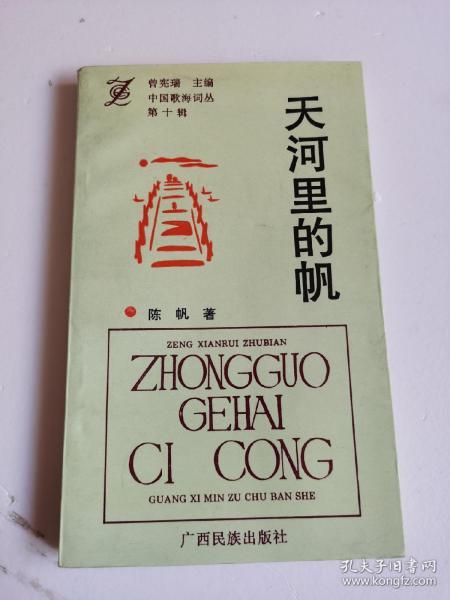 曾宪瑞 主编
中国歌海词丛
第十辑
天河里的帆
陈帆著
ZENG XIANRUI ZHUBIAN
ZHONGGUO
GEHAI
CI CONG
GUANG XI MIN ZU CHU BAN SHE
广西民族出版社
孔夫子旧书网
www.kongfz.com